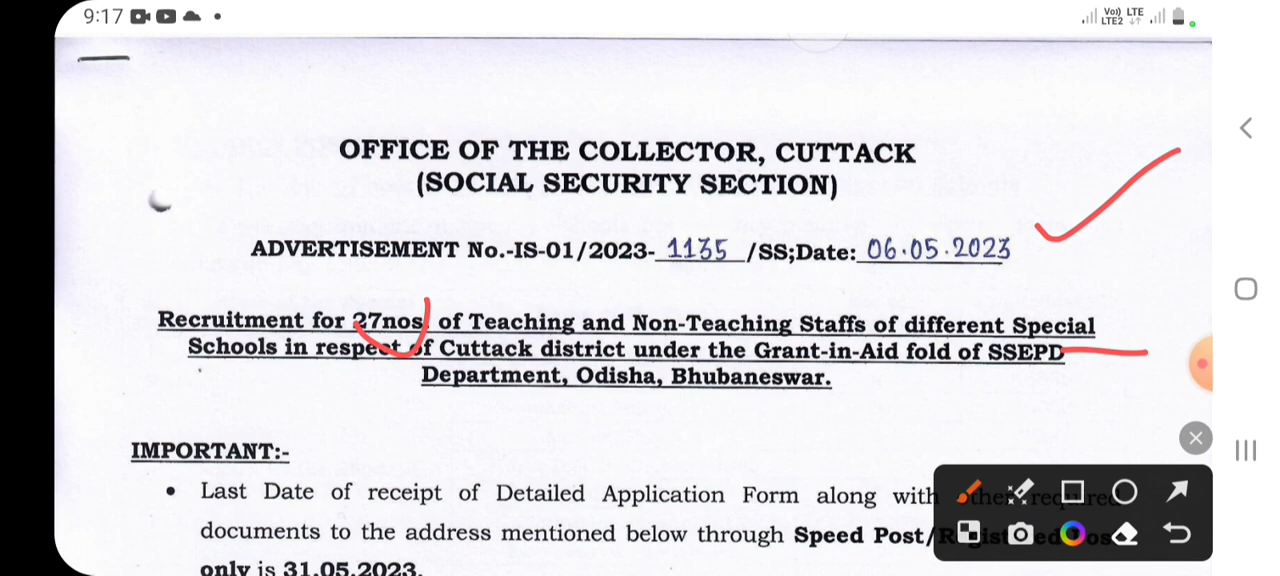 9:17
Vo) LTE
LTE2
OFFICE OF THE COLLECTOR, CUTTACK
(SOCIAL SECURITY SECTION)
ADVERTISEMENT No.-IS-01/2023- 1135 /SS;Date: 06.05.2023
Recruitment for 27nos. of Teaching and Non-Teaching Staffs of different Special
Schools in respect of Cuttack district under the Grant-in-Aid fold of SSEPD
Department, Odisha, Bhubaneswar.
IMPORTANT:-
• Last Date of receipt of Detailed Application Form along with other required
documents to the address mentioned below through Speed Post/Registered Post
only is 31.05.2023.